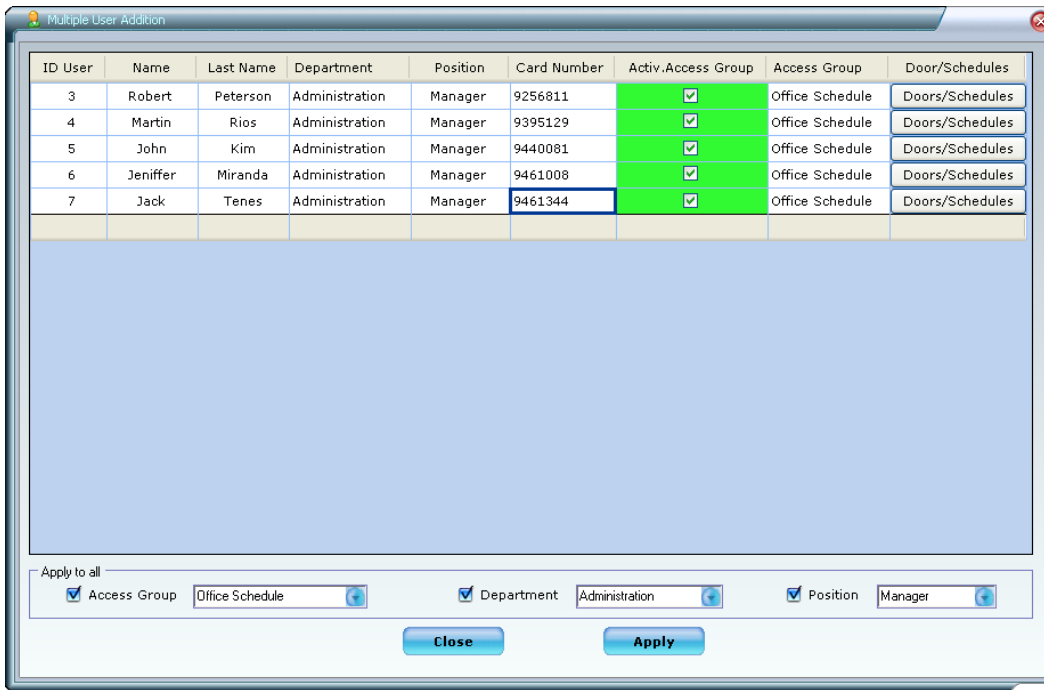 Multiple User Addition
ID User Name Last Name Department Position Card Number Activ.Access Group Access Group Door/Schedules
3 Robert Peterson Administration Manager 9256811 Office Schedule Doors/Schedules
4 Martin Rios Administration Manager 9395129 Office Schedule Doors/Schedules
5 John Kim Administration Manager 9440081 Office Schedule Doors/Schedules
6 Jeniffer Miranda Administration Manager 9461008 Office Schedule Doors/Schedules
7 Jack Tenes Administration Manager 9461344 Office Schedule Doors/Schedules
Apply to all
Access Group Office Schedule Department Administration Position Manager
Close Apply